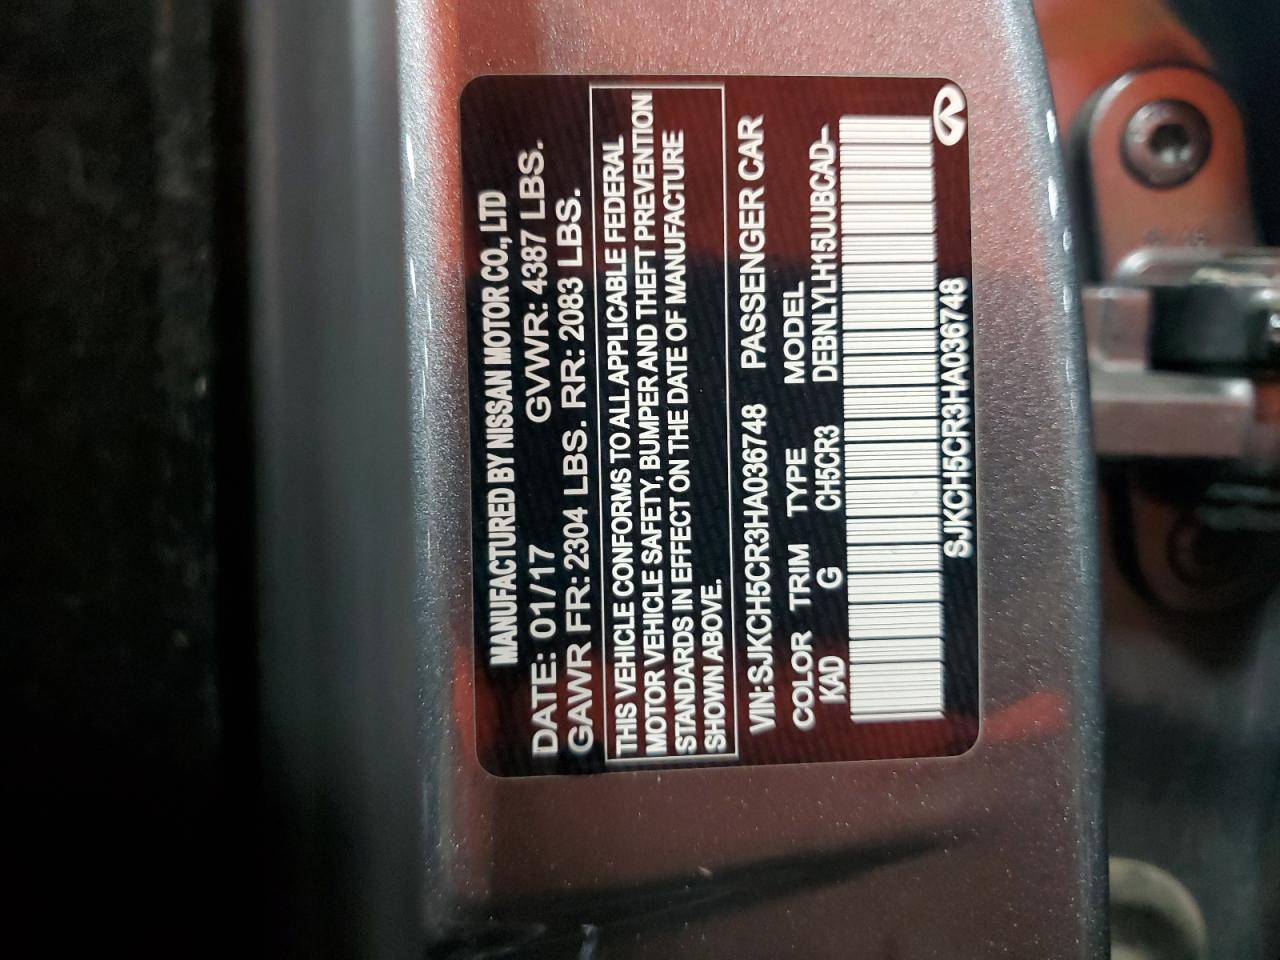 MANUFACTURED BY NISSAN MOTOR CO., LTD
DATE: 01/17 GVWR: 4387 LBS.
GAWR FR: 2304 LBS. RR: 2083 LBS.
THIS VEHICLE CONFORMS TO ALL APPLICABLE FEDERAL
MOTOR VEHICLE SAFETY, BUMPER AND THEFT PREVENTION
STANDARDS IN EFFECT ON THE DATE OF MANUFACTURE
SHOWN ABOVE.
VIN: SJKCH5CR3HA036748 PASSENGER CAR
COLOR TRIM TYPE MODEL
KAD G CH5CR3 DEBNLYLH15UUBCAD--
SJKCH5CR3HA036748